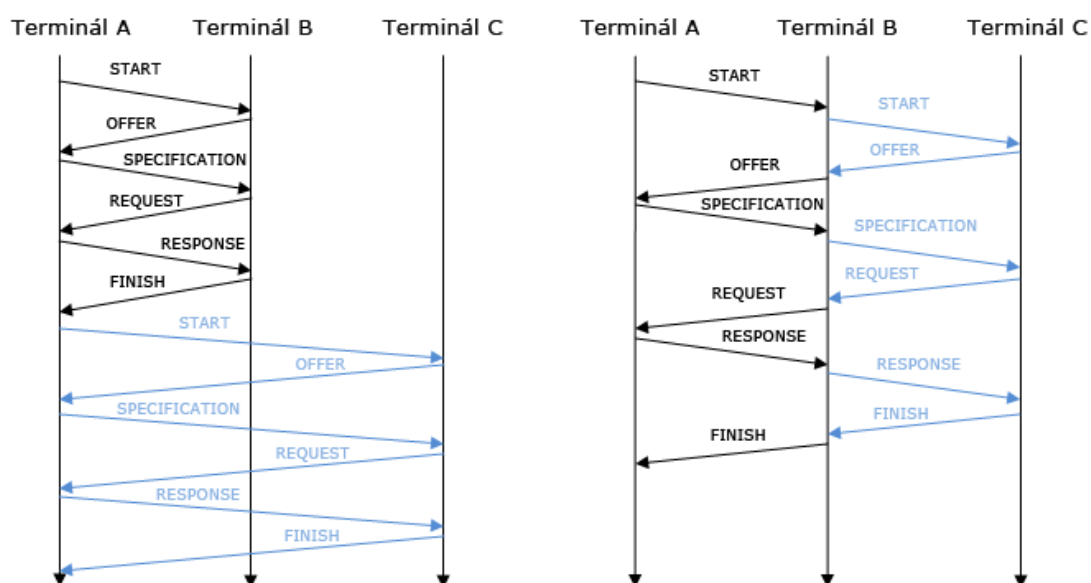 Terminál A Terminál B Terminál C
START
OFFER
SPECIFICATION
REQUEST
RESPONSE
FINISH
START
OFFER
SPECIFICATION
REQUEST
RESPONSE
FINISH
Terminál A Terminál B Terminál C
START
START
OFFER
OFFER
SPECIFICATION
SPECIFICATION
REQUEST
REQUEST
RESPONSE
RESPONSE
FINISH
FINISH